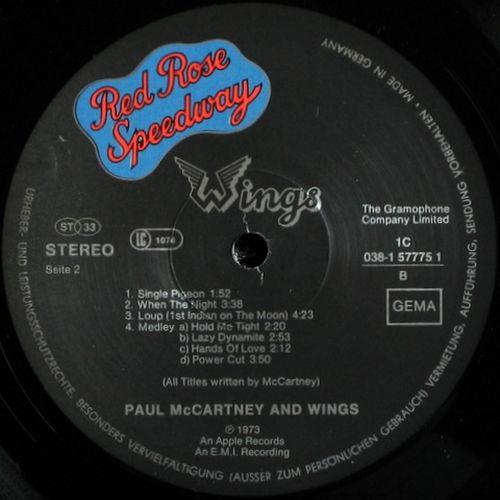 Red Rose
Speedway
Wings
ST 33
STEREO
Seite 2
LC 1076
The Gramophone
Company Limited
1C
038-1 57775 1
B
GEMA
1. Single Pigeon 1:52
2. When The Night 3:38
3. Loup (1st Indian on The Moon) 4:23
4. Medley a) Hold Me Tight 2:20
b) Lazy Dynamite 2:53
c) Hands Of Love 2:12
d) Power Cut 3:50
(All Titles written by McCartney)
PAUL McCARTNEY AND WINGS
℗ 1973
An Apple Records
An E.M.I. Recording
URHEBER- UND LEISTUNGSSCHUTZRECHTE, BESONDERS VERVIELFÄLTIGUNG (AUSSER ZUM PERSÖNLICHEN GEBRAUCH) VERMIETUNG, AUFFÜHRUNG, SENDUNG VORBEHALTEN • MADE IN GERMANY